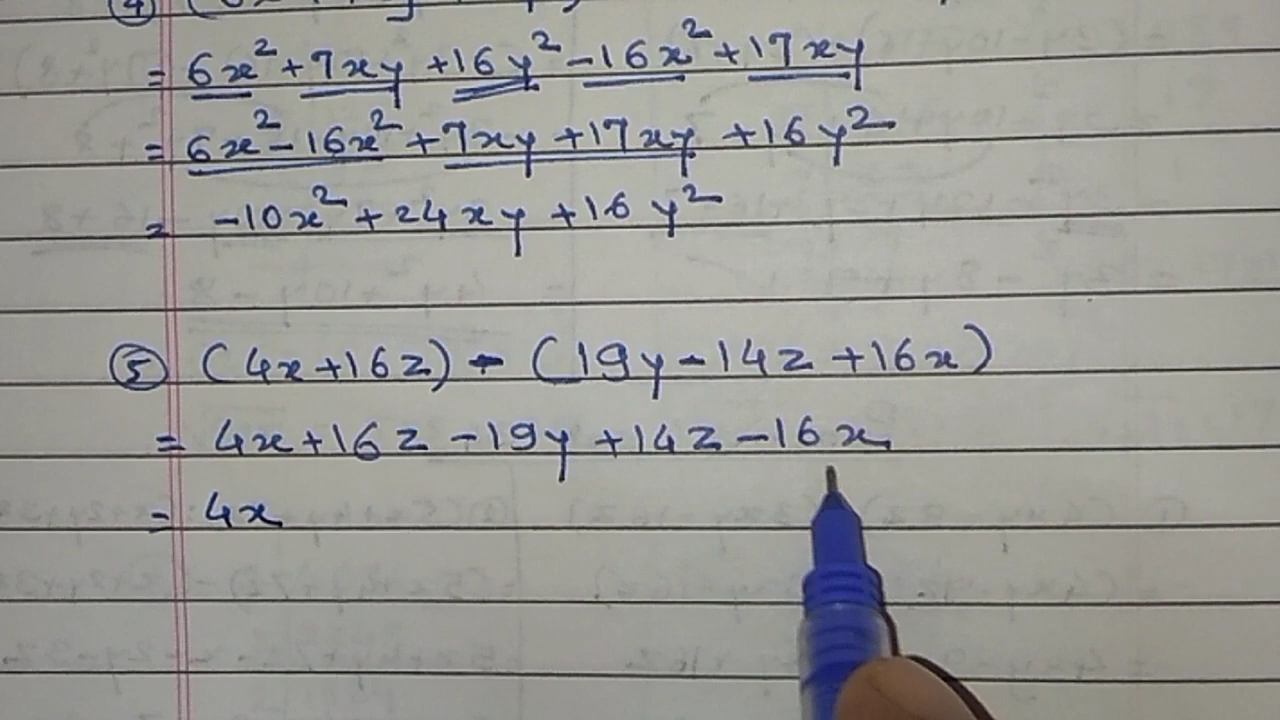 ④
= 6x² + 7xy + 16y² - 16x² + 17xy
= 6x² - 16x² + 7xy + 17xy + 16y²
= -10x² + 24xy + 16y²
⑤ (4x + 16z) - (19y - 14z + 16x)
= 4x + 16z - 19y + 14z - 16x
= 4x